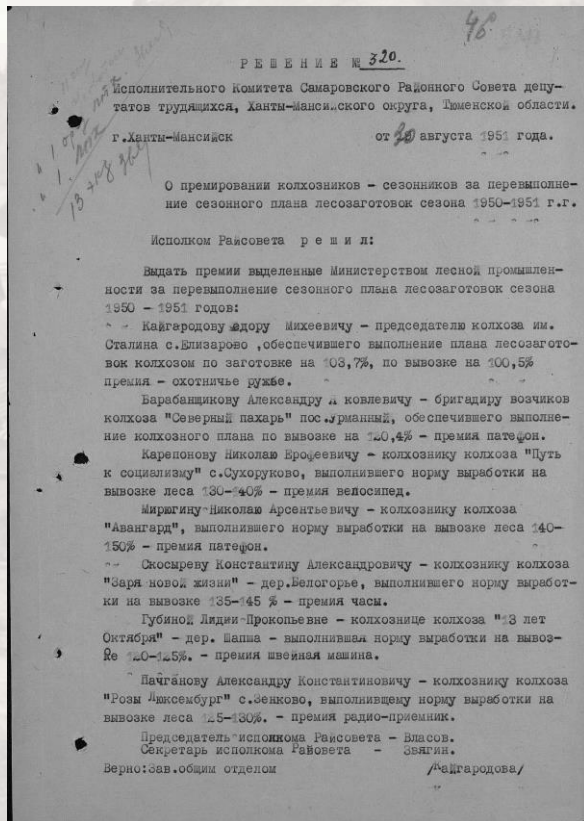 46
РЕШЕНИЕ № 320.
Исполнительного Комитета Самаровского Районного Совета депу-
татов трудящихся, Ханты-Мансийского округа, Тюменской области.
г.Ханты-Мансийск от 20 августа 1951 года.
О премировании колхозников - сезонников за перевыполне-
ние сезонного плана лесозаготовок сезона 1950-1951 г.г.
Исполком Райсовета решил:
Выдать премии выделенные Министерством лесной промышлен-
ности за перевыполнение сезонного плана лесозаготовок сезона
1950 - 1951 годов:
Кайгародову Михеевичу - председателю колхоза им.
Сталина с.Елизарово ,обеспечившего выполнение плана лесозагото-
вок колхозом по заготовке на 103,7%, по вывозке на 100,5%
премия - охотничье ружье.
Барабанщикову Александру Я ковлевичу - бригадиру возчиков
колхоза "Северный пахарь" пос.Урманный, обеспечившего выполне-
ние колхозного плана по вывозке на 120,4% - премия патефон.
Карепонову Николаю Ерофеевичу - колхознику колхоза "Путь
к социализму" с.Сухоруково, выполнившего норму выработки на
вывозке леса 130-140% - премия велосипед.
Мирюгину Николаю Арсентьевичу - колхознику колхоза
"Авангард", выполнившего норму выработки на вывозке леса 140-
150% - премия патефон.
Скосыреву Константину Александровичу - колхознику колхоза
"Заря новой жизни" - дер.Белогорье, выполнившего норму выработ-
ки на вывозке 135-145 % - премия часы.
Губиной Лидии Прокопьевне - колхознице колхоза "13 лет
Октября" - дер. Шапша - выполнившая норму выработки на вывоз-
ке 120-125%. - премия швейная машина.
Пачганову Александру Константиновичу - колхознику колхоза
"Розы Люксембург" с.Зенково, выполнившему норму выработки на
вывозке леса 125-130%. - премия радио-приемник.
Председатель исполкома Райсовета - Власов.
Секретарь исполкома Райовета - Звягин.
Верно:Зав.общим отделом /Кайгародова/